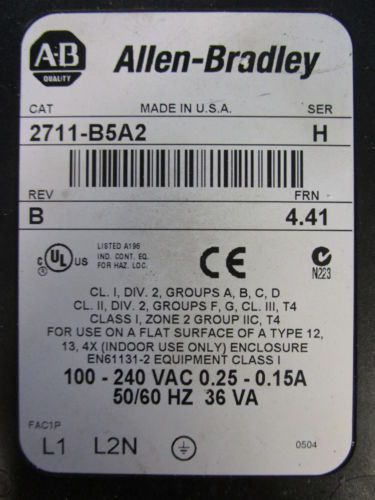 A-B
QUALITY
Allen-Bradley
CAT MADE IN U.S.A. SER
2711-B5A2 H
REV FRN
B 4.41
LISTED A196
IND. CONT. EQ.
FOR HAZ. LOC.
c UL US
CE
N223
CL. I, DIV. 2, GROUPS A, B, C, D
CL. II, DIV. 2, GROUPS F, G, CL. III, T4
CLASS I, ZONE 2 GROUP IIC, T4
FOR USE ON A FLAT SURFACE OF A TYPE 12,
13, 4X (INDOOR USE ONLY) ENCLOSURE
EN61131-2 EQUIPMENT CLASS I
100 - 240 VAC 0.25 - 0.15A
50/60 HZ 36 VA
FAC1P
L1 L2N
0504